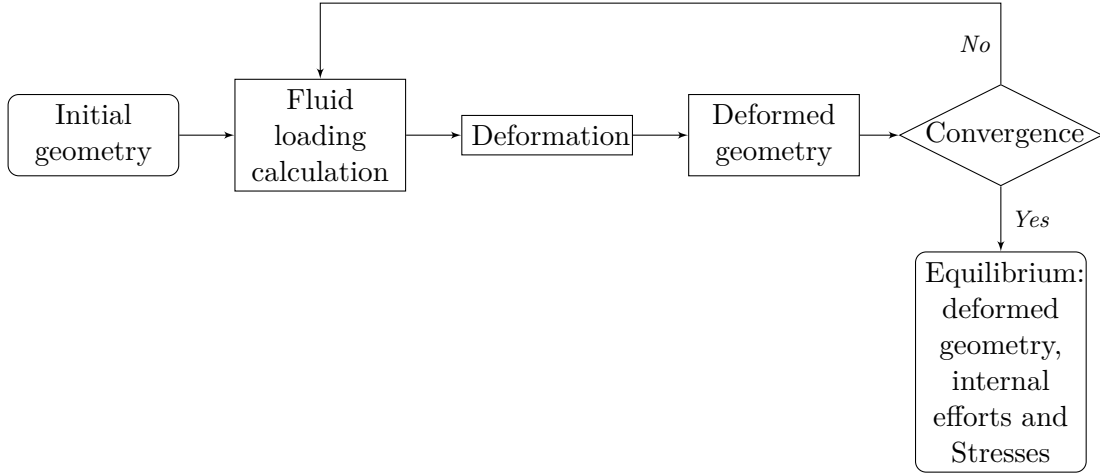 No
Initial
geometry
Fluid
loading
calculation
Deformation
Deformed
geometry
Convergence
Yes
Equilibrium:
deformed
geometry,
internal
efforts and
Stresses